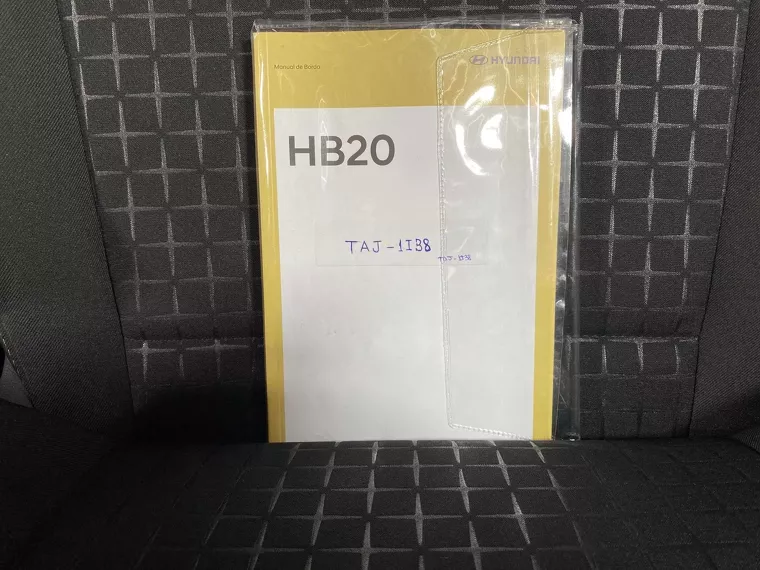 Manual de Bordo
HYUNDAI
HB20
TAJ-1I38